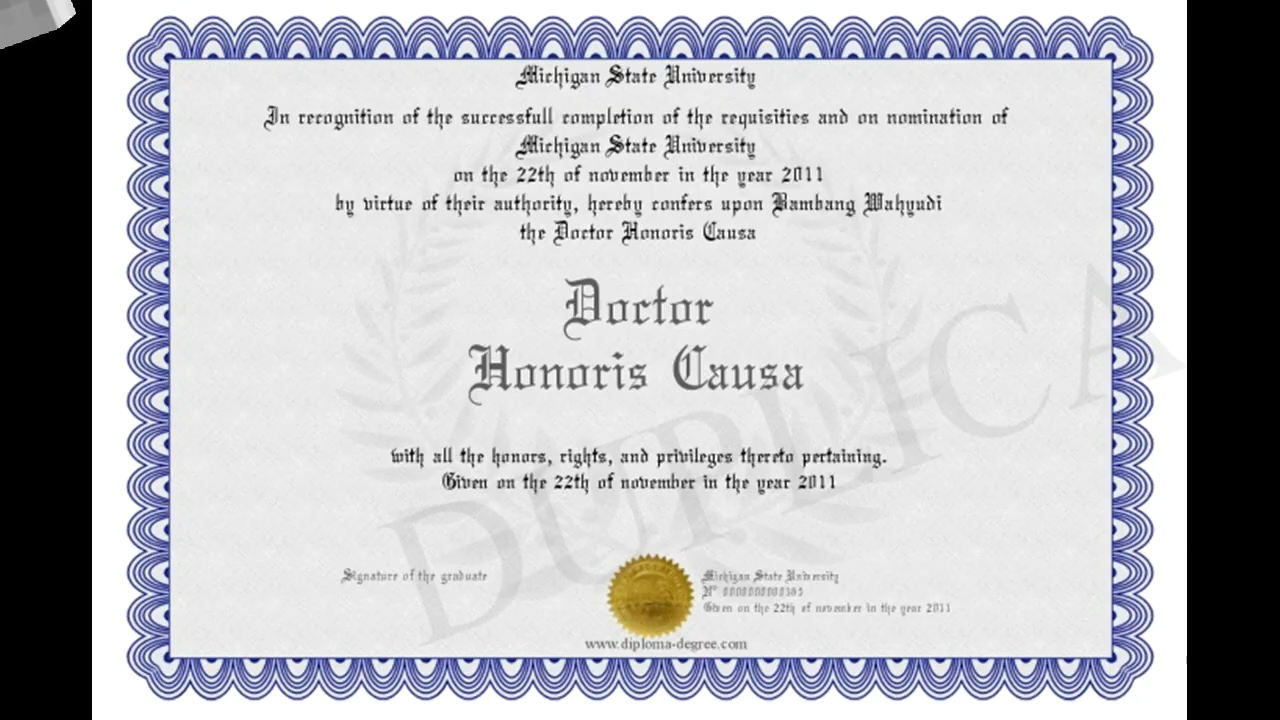 Michigan State University
In recognition of the successfull completion of the requisities and on nomination of
Michigan State University
on the 22th of november in the year 2011
by virtue of their authority, hereby confers upon Bambang Wahyudi
the Doctor Honoris Causa
Doctor
Honoris Causa
with all the honors, rights, and privileges thereto pertaining.
Given on the 22th of november in the year 2011
DUPLICA
Signature of the graduate
Michigan State University
Given on the 22th of november in the year 2011
www.diploma-degree.com